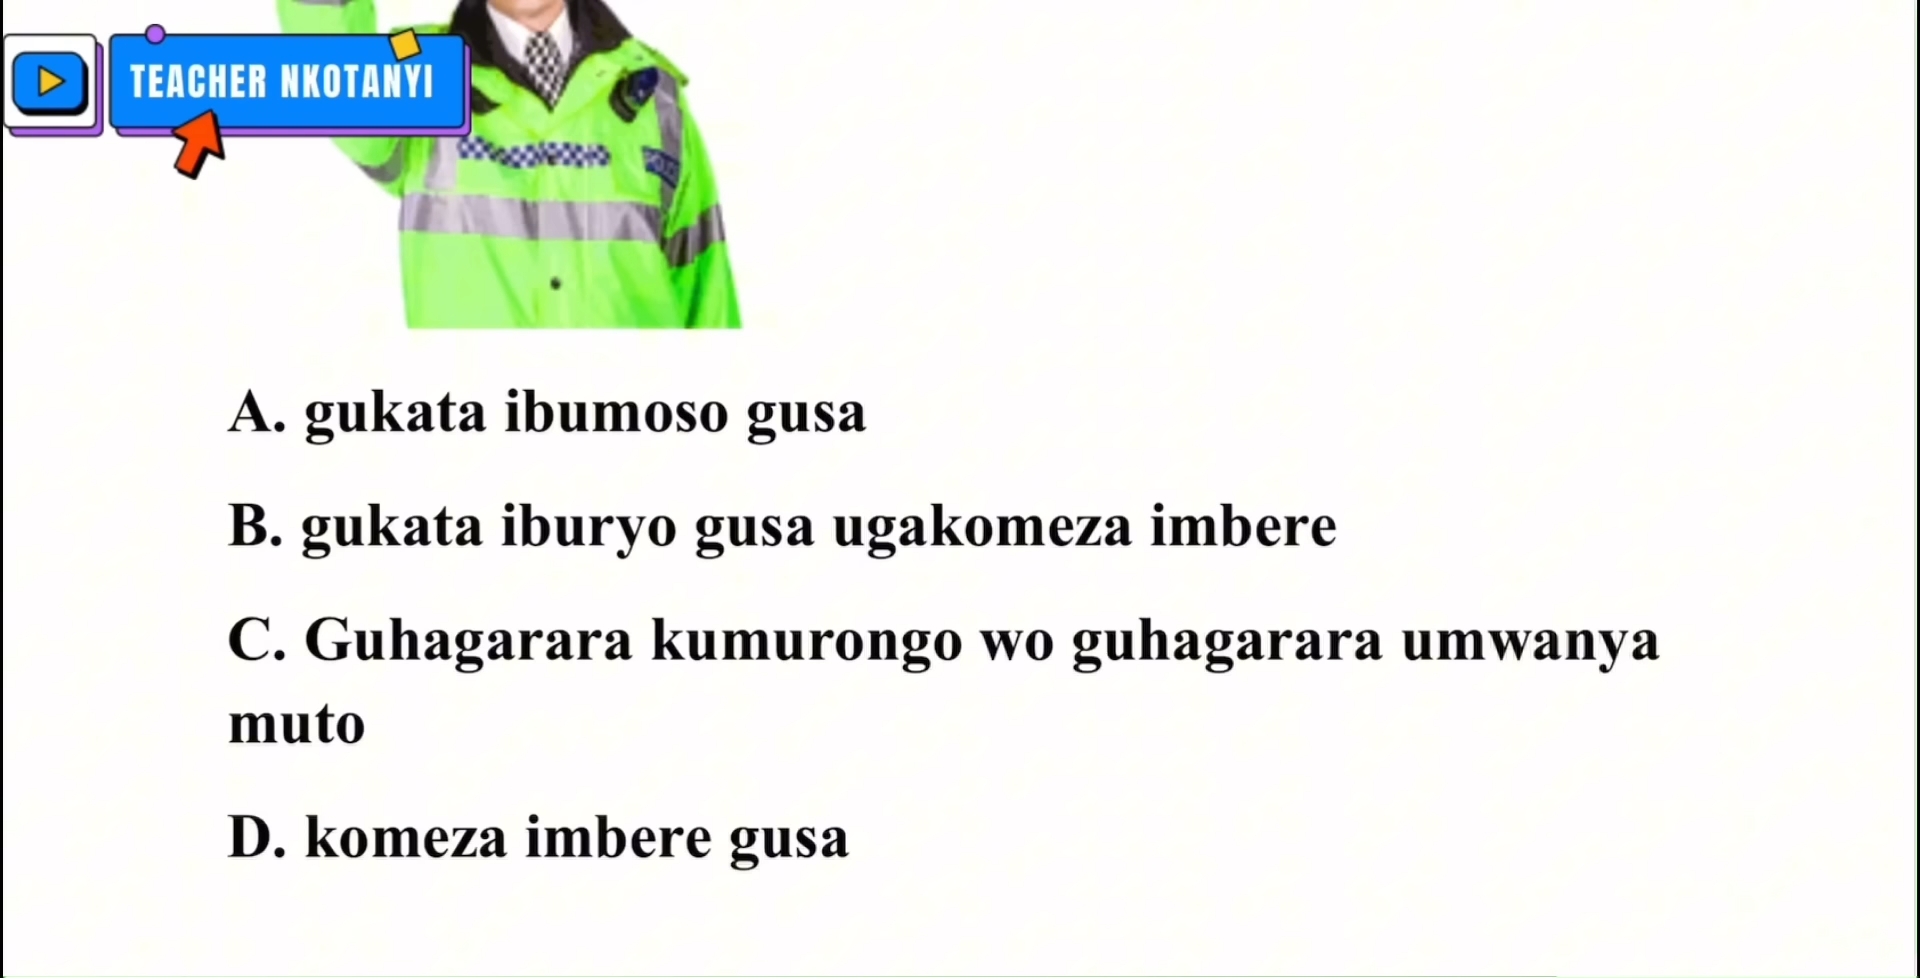 TEACHER NKOTANYI
A. gukata ibumoso gusa
B. gukata iburyo gusa ugakomeza imbere
C. Guhagarara kumurongo wo guhagarara umwanya
muto
D. komeza imbere gusa